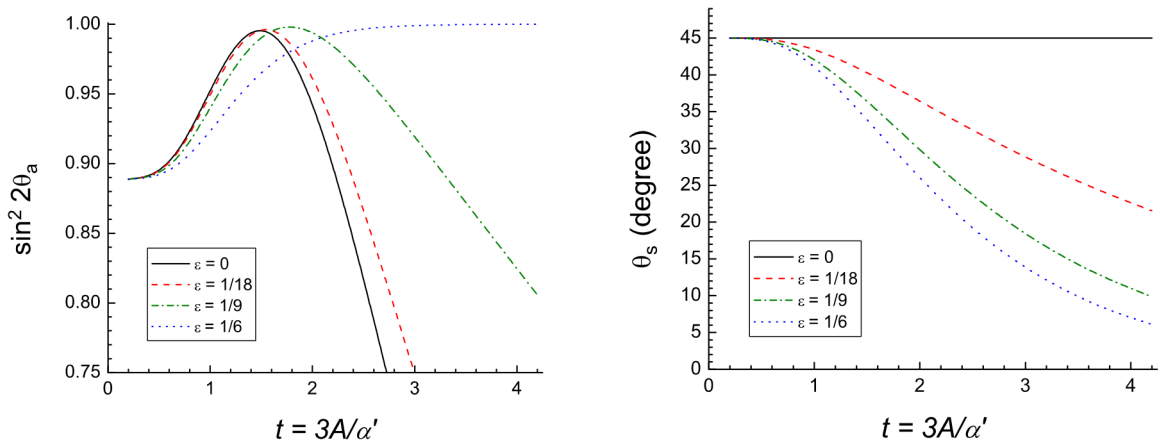 1.00
0.95
0.90
0.85
0.80
0.75
sin² 2θₐ
ε = 0
ε = 1/18
ε = 1/9
ε = 1/6
0 1 2 3 4
t = 3A/α'
45
40
35
30
25
20
15
10
5
0
θₛ (degree)
ε = 0
ε = 1/18
ε = 1/9
ε = 1/6
0 1 2 3 4
t = 3A/α'